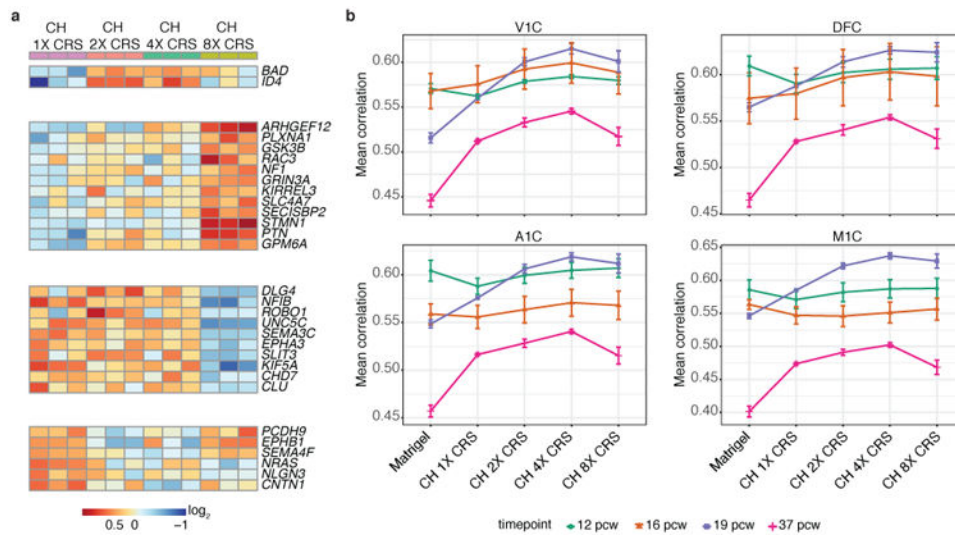 a
CH CH CH CH
1X CRS 2X CRS 4X CRS 8X CRS
BAD
ID4
ARHGEF12
PLXNA1
GSK3B
RAC3
NF1
GRIN3A
KIRREL3
SLC4A7
SECISBP2
STMN1
PTN
GPM6A
DLG4
NFIB
ROBO1
UNC5C
SEMA3C
EPHA3
SLIT3
KIF5A
CHD7
CLU
PCDH9
EPHB1
SEMA4F
NRAS
NLGN3
CNTN1
log2
0.5 0 −1
b
V1C
Mean correlation
0.60
0.55
0.50
0.45
DFC
Mean correlation
0.60
0.55
0.50
0.45
A1C
Mean correlation
0.60
0.55
0.50
0.45
Matrigel
CH 1X CRS
CH 2X CRS
CH 4X CRS
CH 8X CRS
M1C
Mean correlation
0.65
0.60
0.55
0.50
0.45
0.40
Matrigel
CH 1X CRS
CH 2X CRS
CH 4X CRS
CH 8X CRS
timepoint 12 pcw 16 pcw 19 pcw 37 pcw